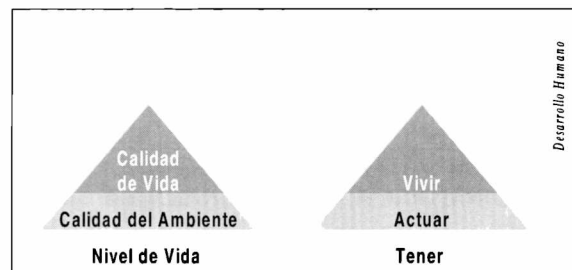 Desarrollo Humano
Calidad
de Vida
Calidad del Ambiente
Nivel de Vida
Vivir
Actuar
Tener